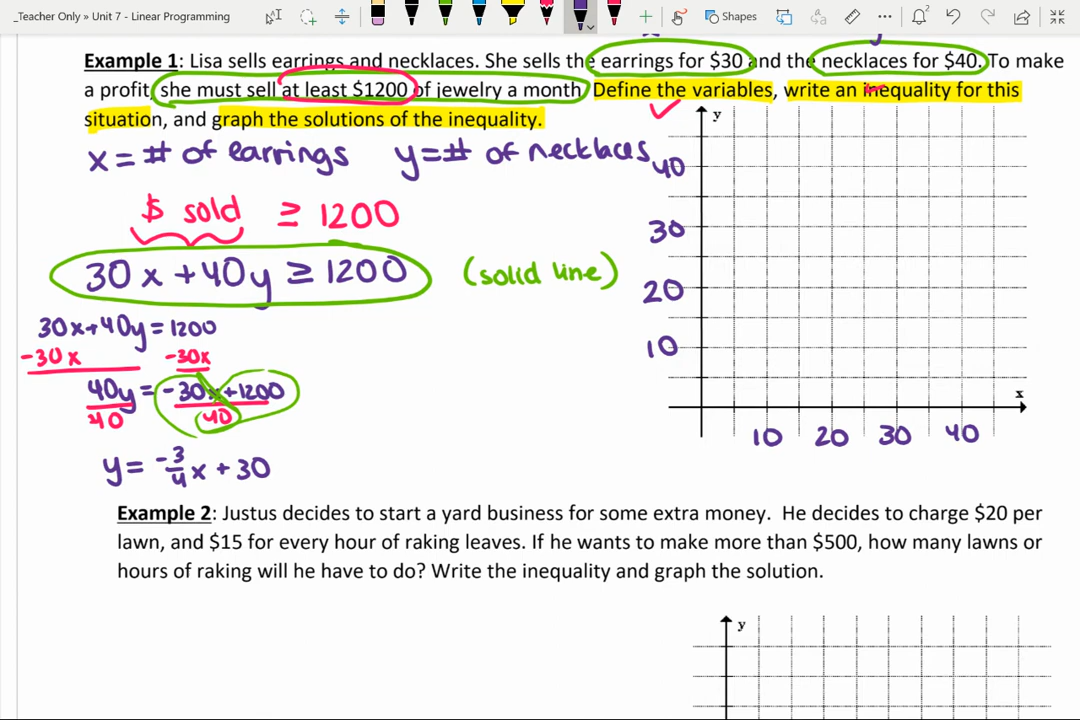 _Teacher Only » Unit 7 - Linear Programming
Shapes
Example 1: Lisa sells earrings and necklaces. She sells the earrings for $30 and the necklaces for $40. To make
a profit, she must sell at least $1200 of jewelry a month. Define the variables, write an inequality for this
situation, and graph the solutions of the inequality.
x = # of earrings y = # of necklaces
$ sold ≥ 1200
30x + 40y ≥ 1200 (solid line)
30x + 40y = 1200
-30x -30x
40y = -30x + 1200
40 40
y = -3/4 x + 30
y
40
30
20
10
x
10 20 30 40
Example 2: Justus decides to start a yard business for some extra money. He decides to charge $20 per
lawn, and $15 for every hour of raking leaves. If he wants to make more than $500, how many lawns or
hours of raking will he have to do? Write the inequality and graph the solution.
y